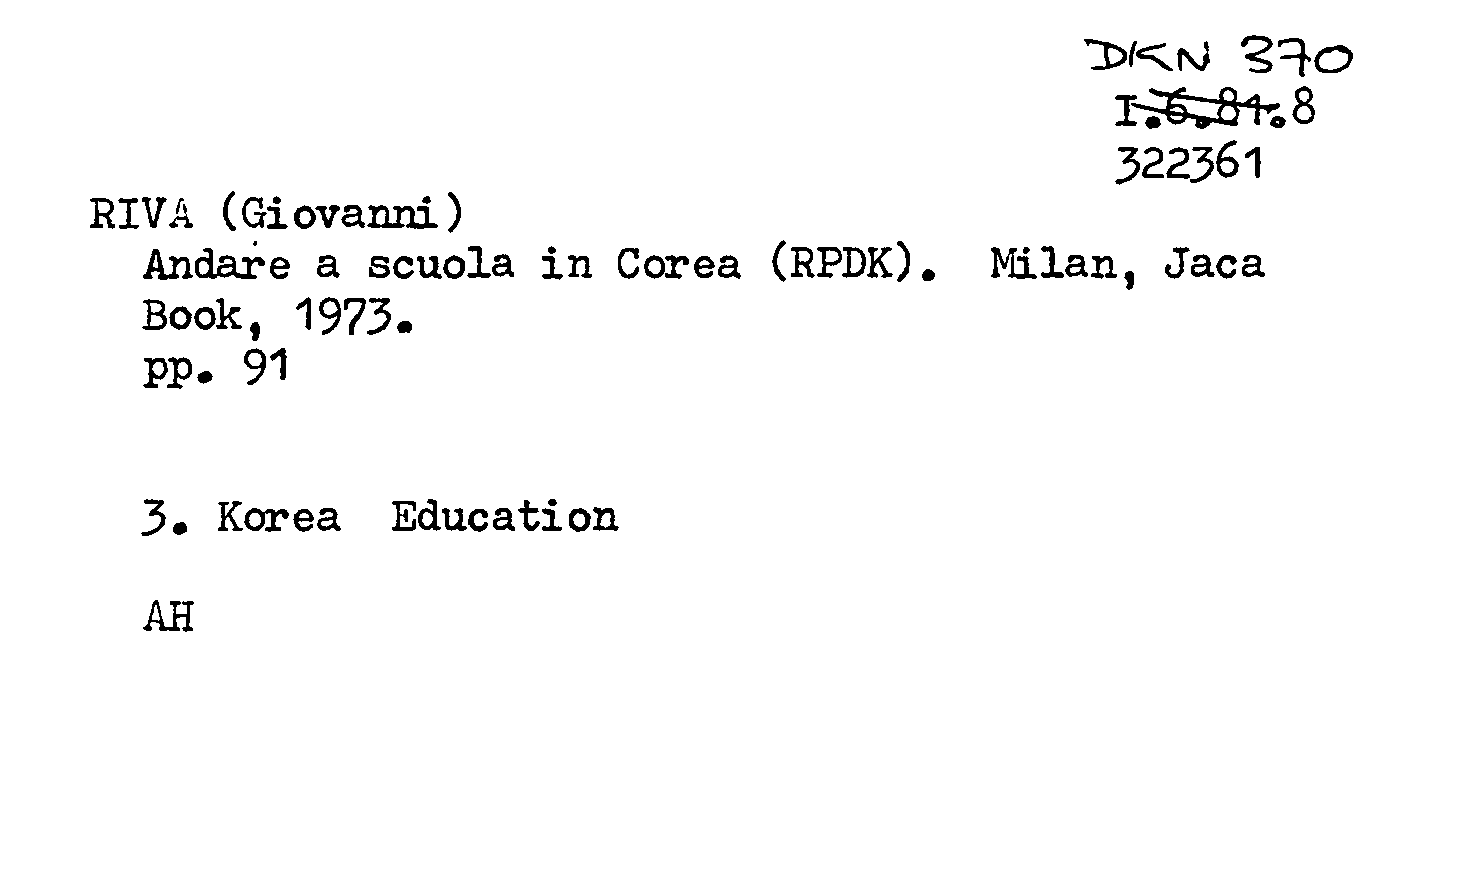 DKN 370
I.6.81.8
322361
RIVA (Giovanni)
Andare a scuola in Corea (RPDK). Milan, Jaca
Book, 1973.
pp. 91
3. Korea Education
AH